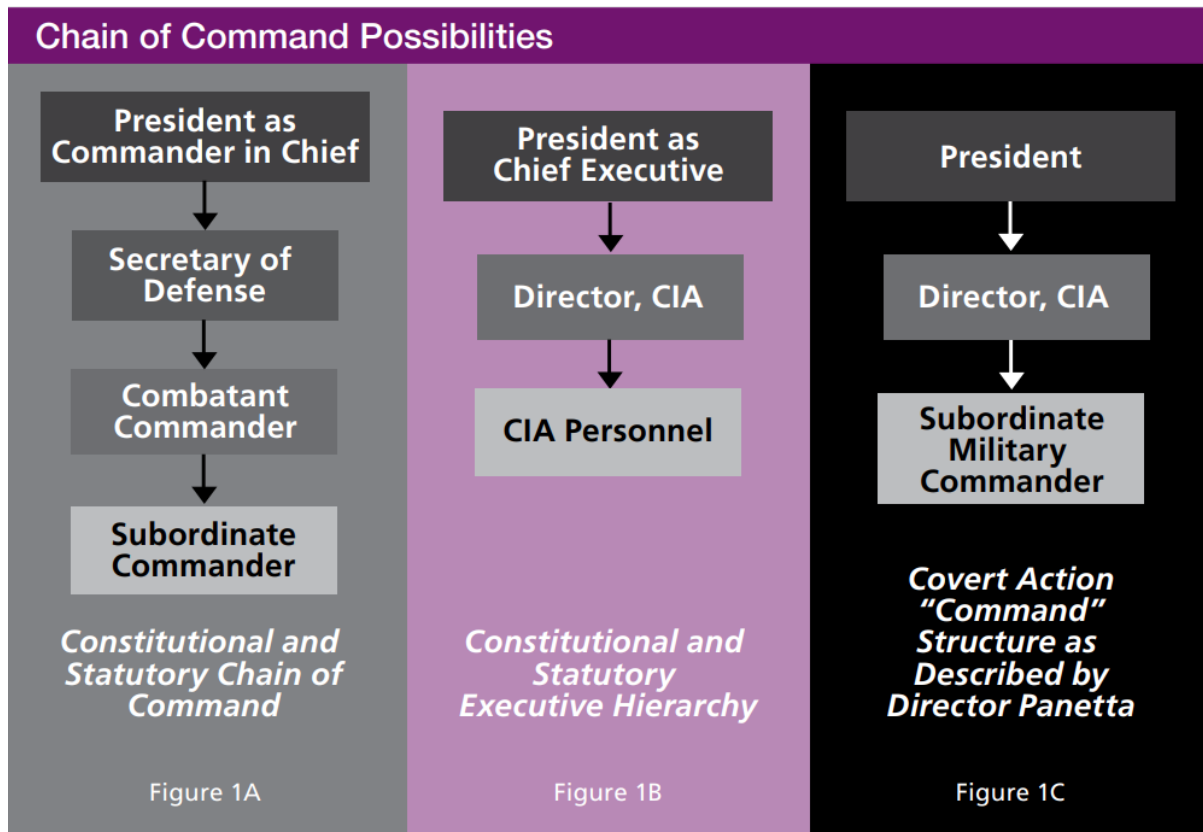 Chain of Command Possibilities
President as
Commander in Chief
Secretary of
Defense
Combatant
Commander
Subordinate
Commander
Constitutional and
Statutory Chain of
Command
Figure 1A
President as
Chief Executive
Director, CIA
CIA Personnel
Constitutional and
Statutory
Executive Hierarchy
Figure 1B
President
Director, CIA
Subordinate
Military
Commander
Covert Action
“Command”
Structure as
Described by
Director Panetta
Figure 1C